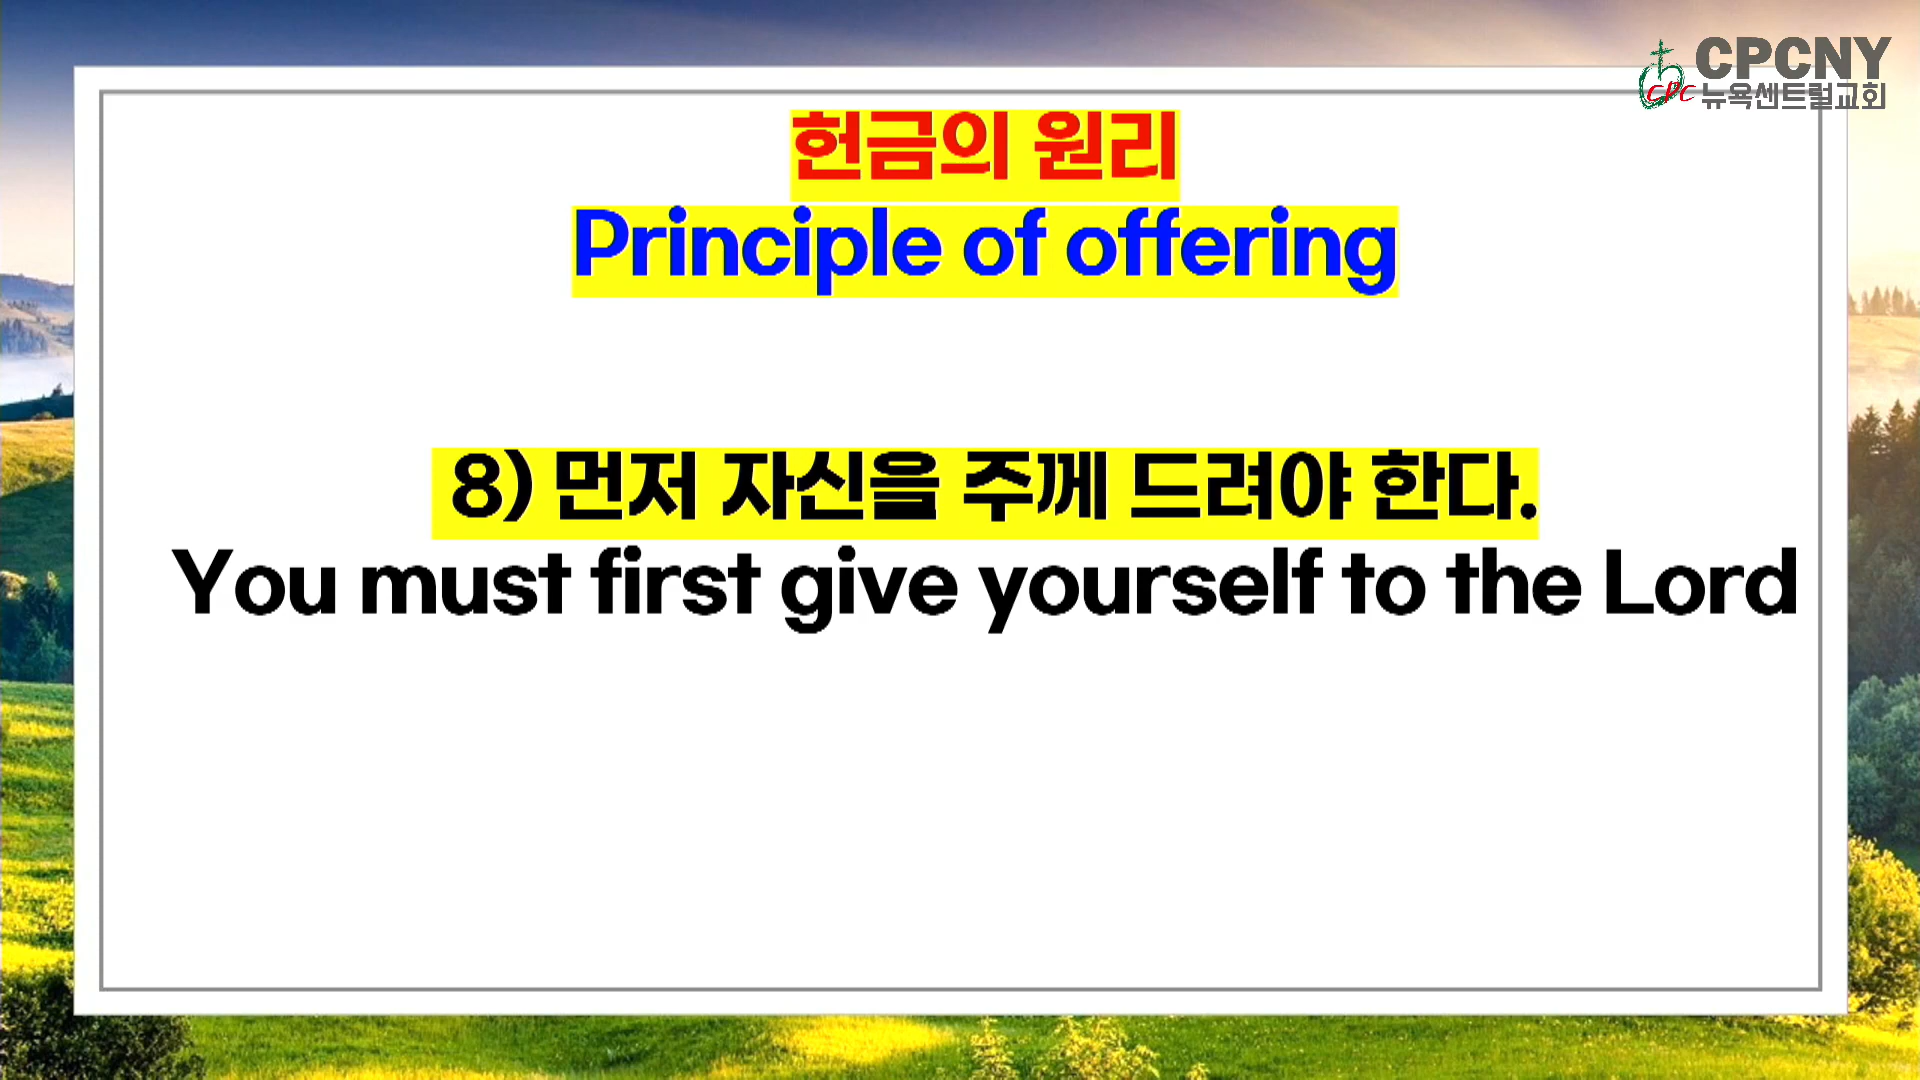 CPCNY
CPC 뉴욕센트럴교회
헌금의 원리
Principle of offering
8) 먼저 자신을 주께 드려야 한다.
You must first give yourself to the Lord